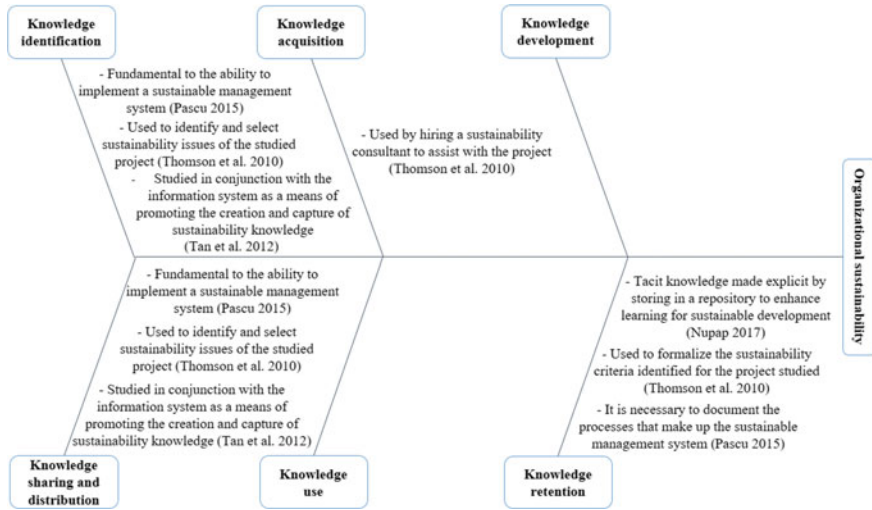 Knowledge
identification
Knowledge
acquisition
Knowledge
development
- Fundamental to the ability to
implement a sustainable management
system (Pascu 2015)
- Used to identify and select
sustainability issues of the studied
project (Thomson et al. 2010)
- Studied in conjunction with the
information system as a means of
promoting the creation and capture of
sustainability knowledge
(Tan et al. 2012)
- Used by hiring a sustainability
consultant to assist with the project
(Thomson et al. 2010)
Organizational sustainability
- Fundamental to the ability to
implement a sustainable management
system (Pascu 2015)
- Used to identify and select
sustainability issues of the studied
project (Thomson et al. 2010)
- Studied in conjunction with the
information system as a means of
promoting the creation and capture of
sustainability knowledge (Tan et al. 2012)
- Tacit knowledge made explicit by
storing in a repository to enhance
learning for sustainable development
(Nupap 2017)
- Used to formalize the sustainability
criteria identified for the project studied
(Thomson et al. 2010)
- It is necessary to document the
processes that make up the sustainable
management system (Pascu 2015)
Knowledge
sharing and
distribution
Knowledge
use
Knowledge
retention